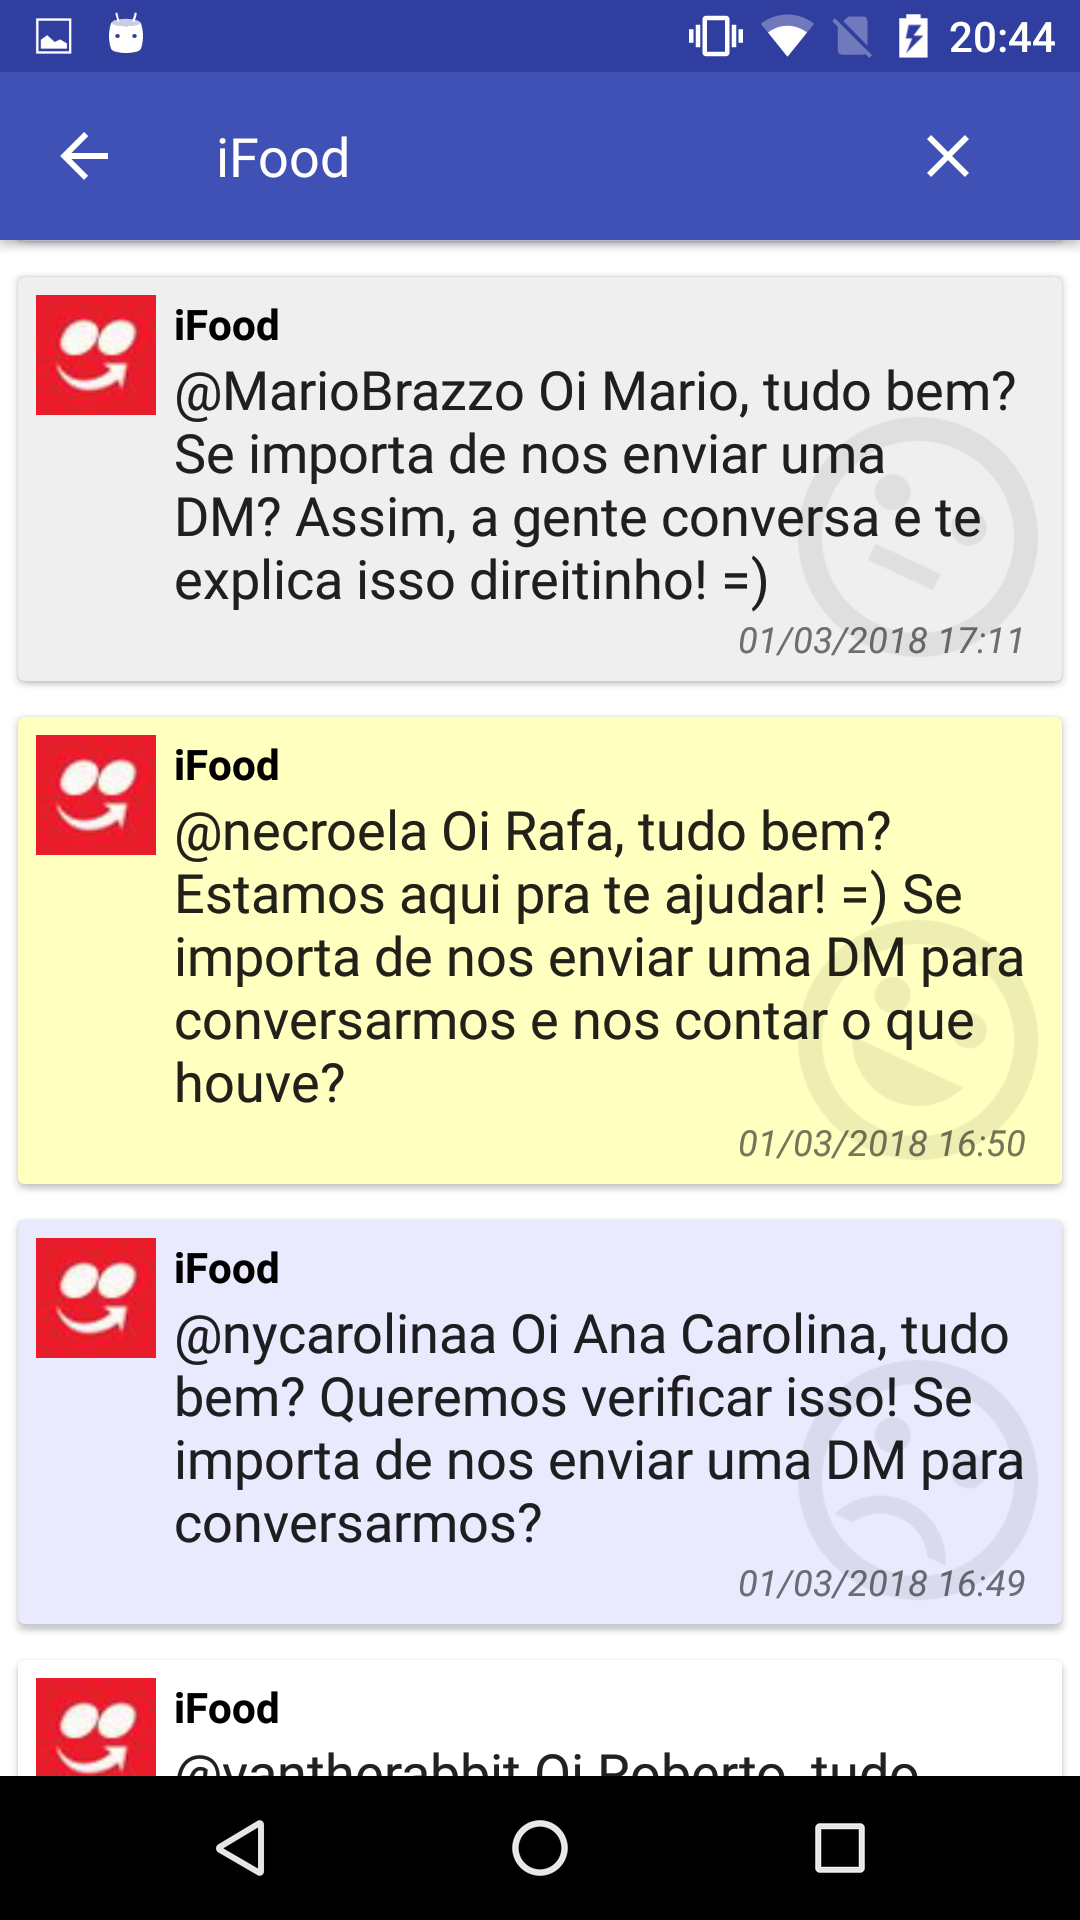 20:44
iFood
iFood
@MarioBrazzo Oi Mario, tudo bem?
Se importa de nos enviar uma
DM? Assim, a gente conversa e te
explica isso direitinho! =)
01/03/2018 17:11
iFood
@necroela Oi Rafa, tudo bem?
Estamos aqui pra te ajudar! =) Se
importa de nos enviar uma DM para
conversarmos e nos contar o que
houve?
01/03/2018 16:50
iFood
@nycarolinaa Oi Ana Carolina, tudo
bem? Queremos verificar isso! Se
importa de nos enviar uma DM para
conversarmos?
01/03/2018 16:49
iFood
@vantherabbit Oi Roberto, tudo